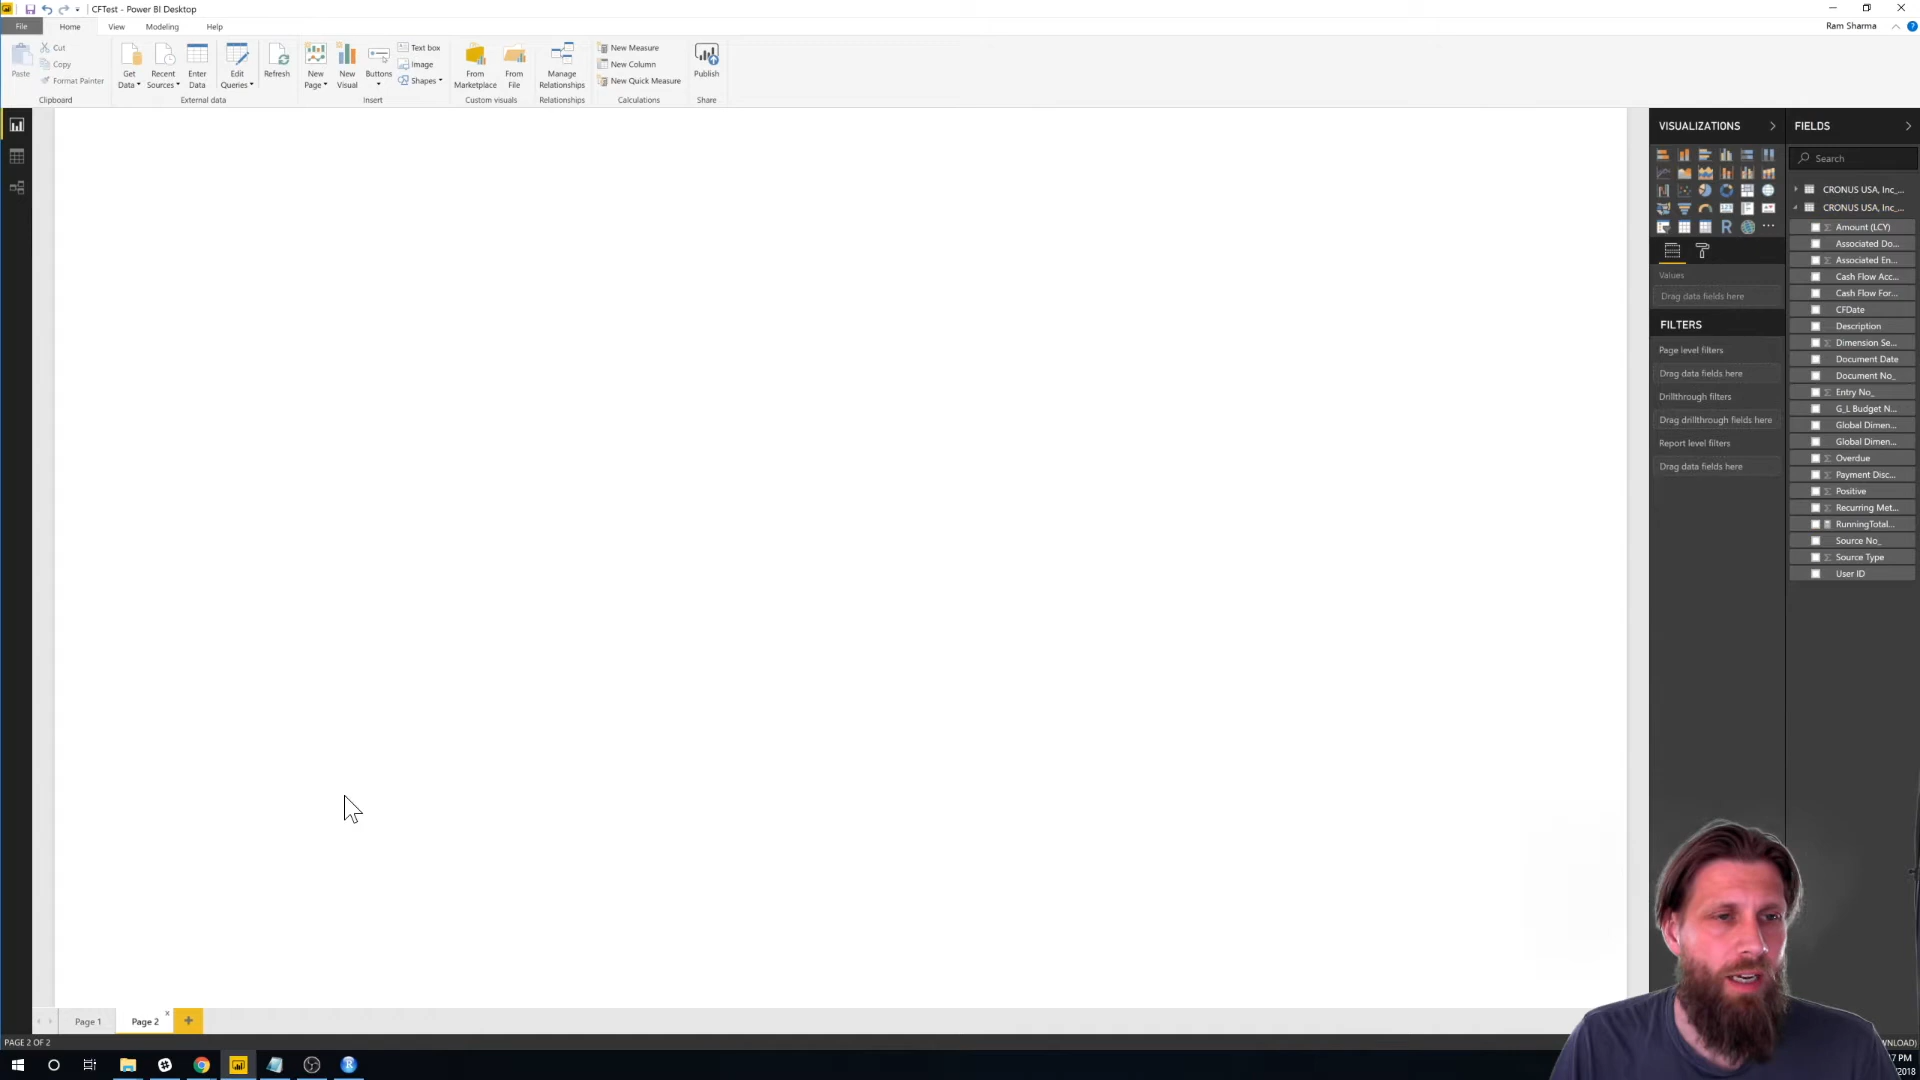 CFTest - Power BI Desktop
File
Home
View
Modeling
Help
Ram Sharma
Paste
Cut
Copy
Format Painter
Clipboard
Get
Data
Recent
Sources
Enter
Data
Edit
Queries
Refresh
External data
New
Page
New
Visual
Buttons
Text box
Image
Shapes
Insert
From
Marketplace
From
File
Custom visuals
Manage
Relationships
Relationships
New Measure
New Column
New Quick Measure
Calculations
Publish
Share
VISUALIZATIONS
R
Values
Drag data fields here
FILTERS
Page level filters
Drag data fields here
Drillthrough filters
Drag drillthrough fields here
Report level filters
Drag data fields here
FIELDS
Search
CRONUS USA, Inc_...
CRONUS USA, Inc_...
Σ Amount (LCY)
Associated Do...
Σ Associated En...
Cash Flow Acc...
Cash Flow For...
CFDate
Description
Σ Dimension Se...
Document Date
Document No_
Σ Entry No_
G_L Budget N...
Global Dimen...
Global Dimen...
Σ Overdue
Σ Payment Disc...
Σ Positive
Σ Recurring Met...
RunningTotal...
Source No_
Σ Source Type
User ID
Page 1
Page 2
PAGE 2 OF 2
WNLOAD)
7 PM
2018